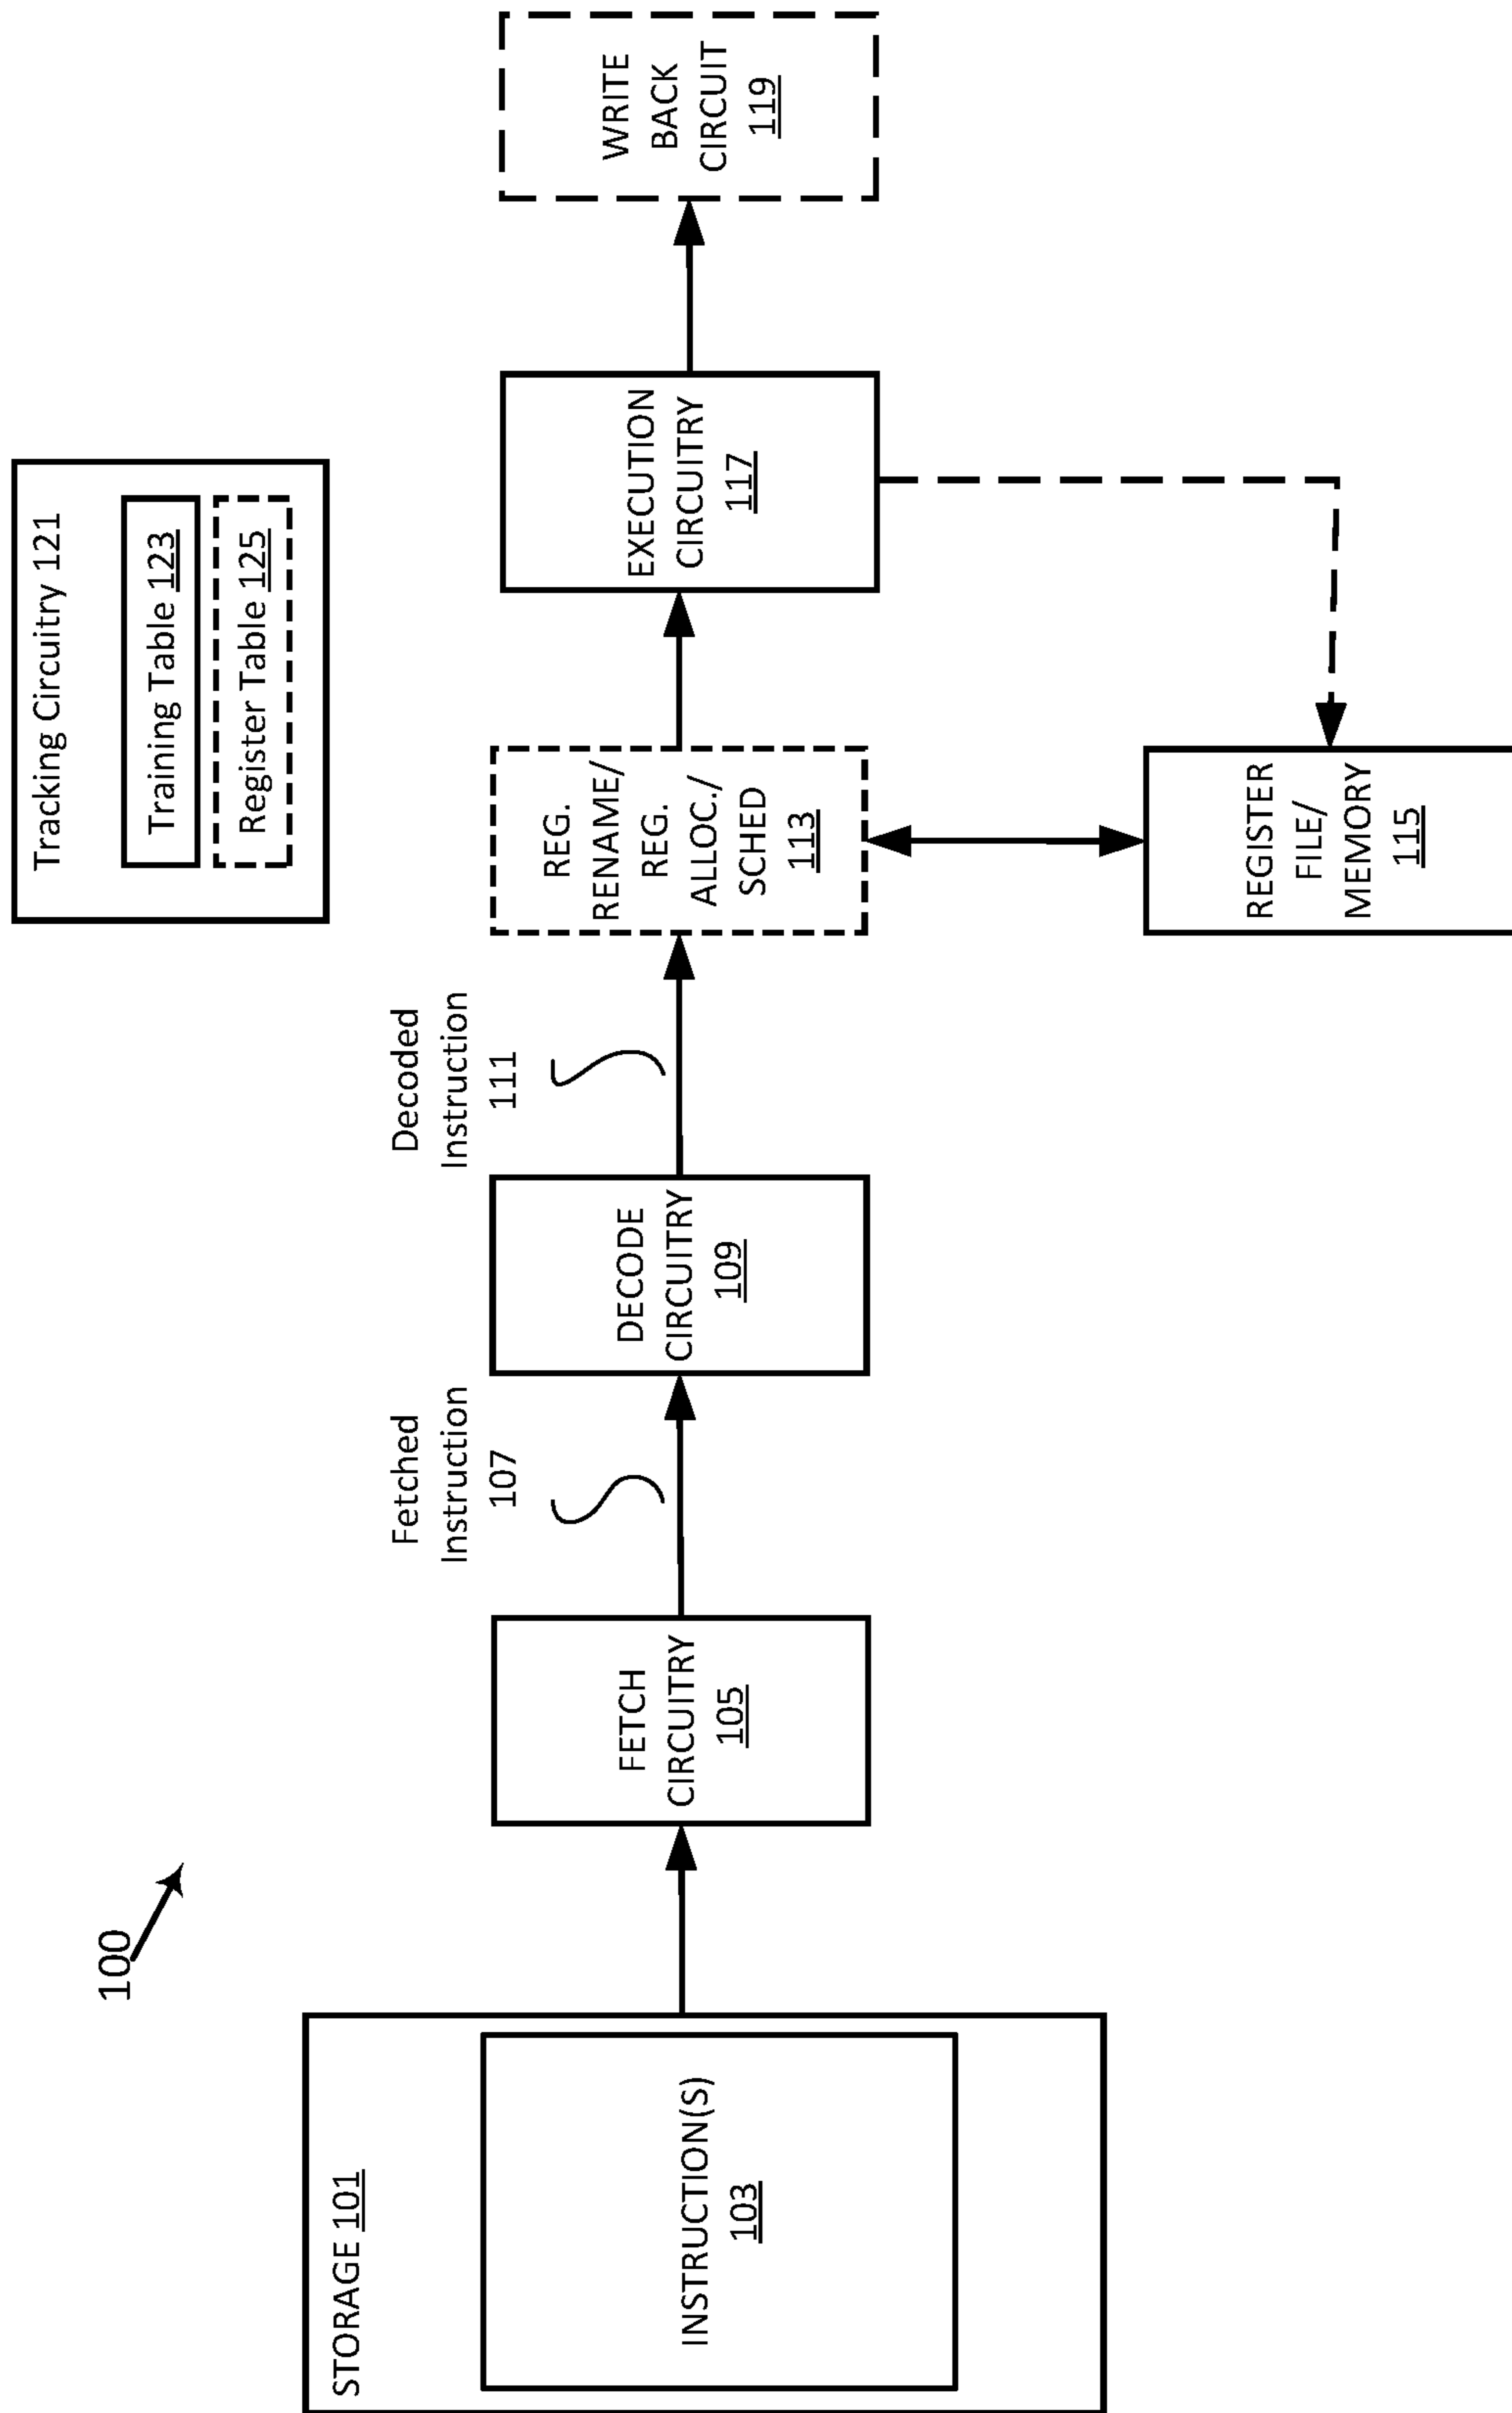 100
STORAGE 101
INSTRUCTION(S)
103
FETCH
CIRCUITRY
105
Fetched
Instruction
107
DECODE
CIRCUITRY
109
Decoded
Instruction
111
REG.
RENAME/
REG.
ALLOC./
SCHED
113
REGISTER
FILE/
MEMORY
115
EXECUTION
CIRCUITRY
117
WRITE
BACK
CIRCUIT
119
Tracking Circuitry 121
Training Table 123
Register Table 125